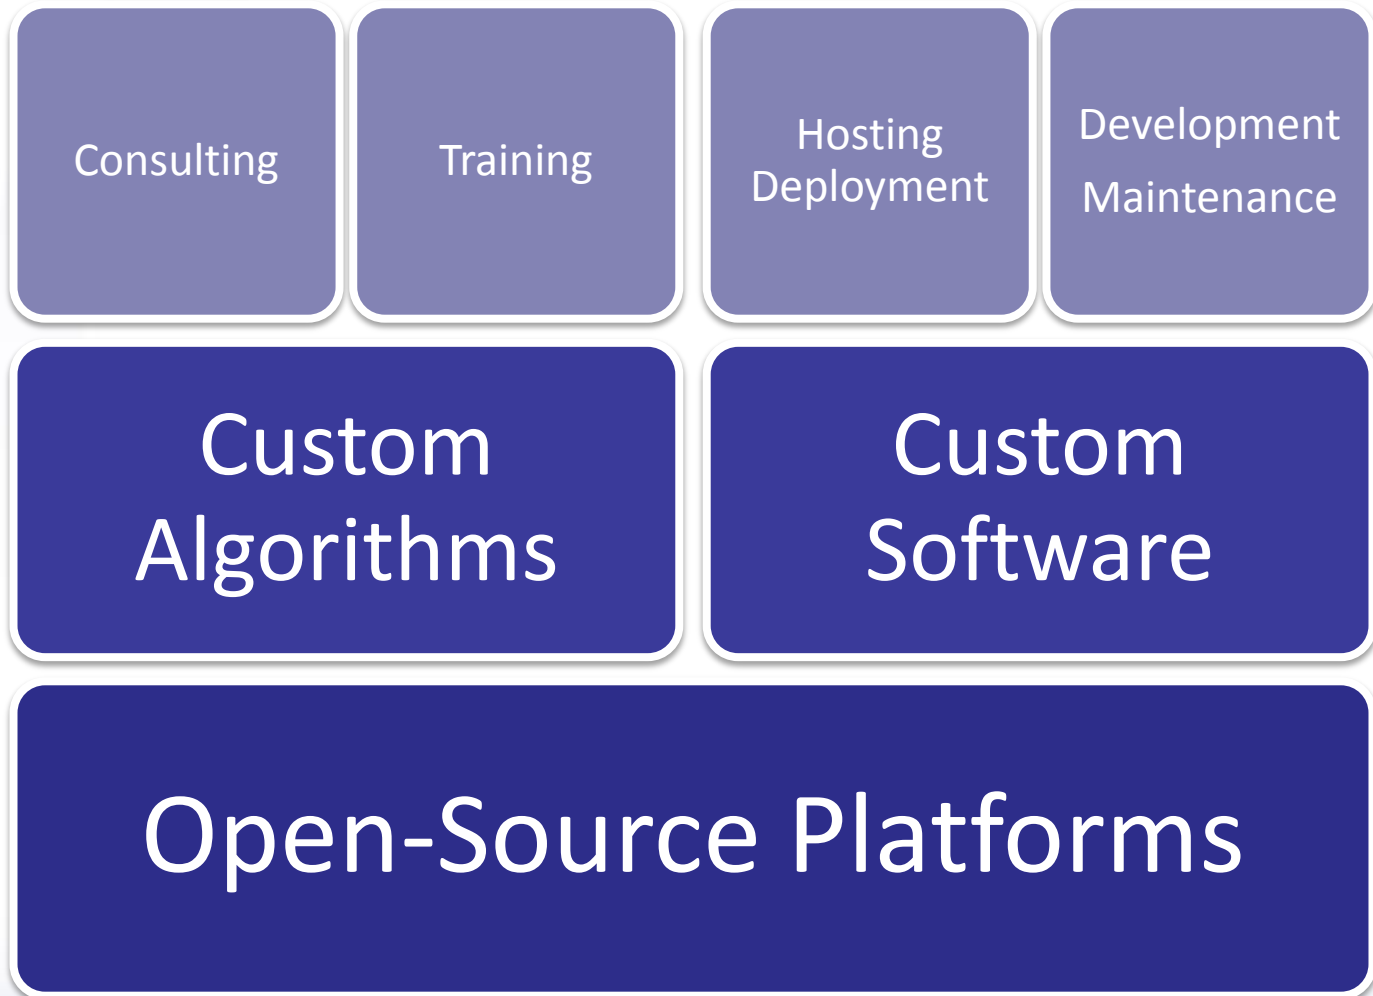 Consulting
Training
Hosting
Deployment
Development
Maintenance
Custom
Algorithms
Custom
Software
Open-Source Platforms